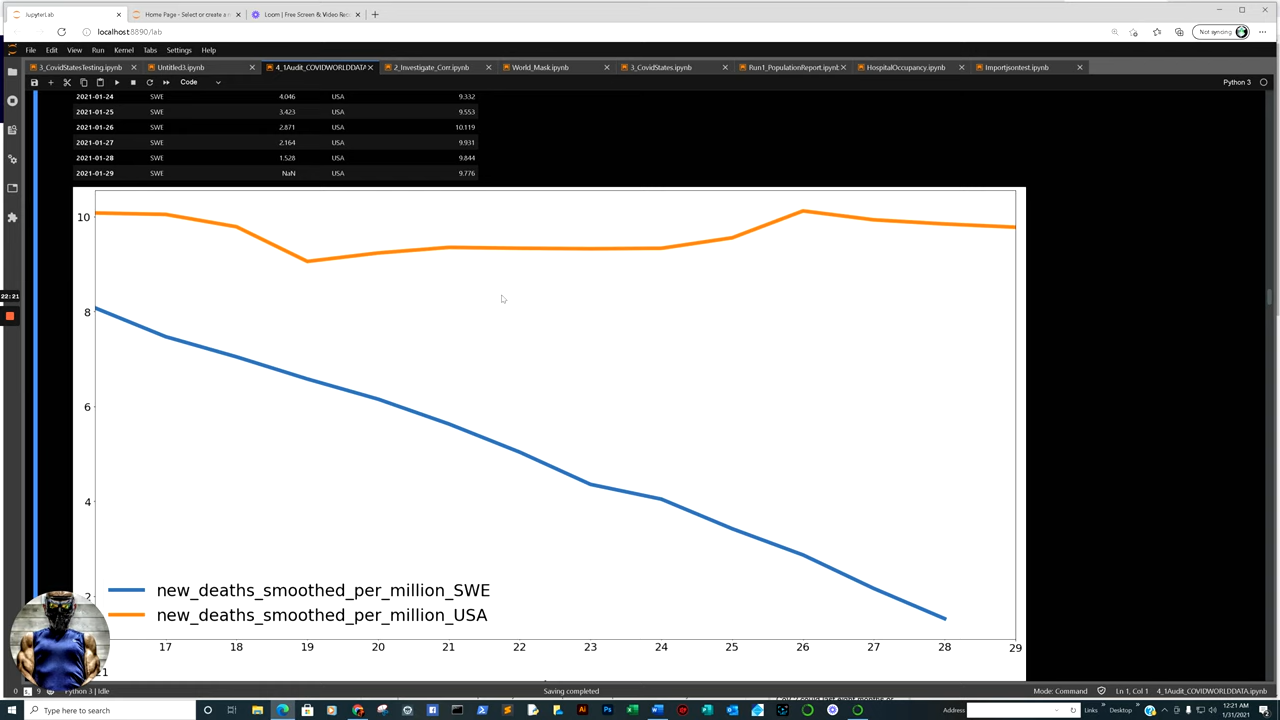 JupyterLab
Home Page - Select or create a n
Loom | Free Screen & Video Rec
localhost:8890/lab
Not syncing
File Edit View Run Kernel Tabs Settings Help
3_CovidStatesTesting.ipynb
Untitled3.ipynb
4_1Audit_COVIDWORLDDATA
2_Investigate_Corr.ipynb
World_Mask.ipynb
3_CovidStates.ipynb
Run1_PopulationReport.ipynb
HospitalOccupancy.ipynb
Importjsontest.ipynb
Code
Python 3
2021-01-24 SWE 4.046 USA 9.332
2021-01-25 SWE 3.423 USA 9.553
2021-01-26 SWE 2.871 USA 10.119
2021-01-27 SWE 2.164 USA 9.931
2021-01-28 SWE 1.528 USA 9.844
2021-01-29 SWE NaN USA 9.776
10
8
22:21
6
4
2
new_deaths_smoothed_per_million_SWE
new_deaths_smoothed_per_million_USA
17 18 19 20 21 22 23 24 25 26 27 28 29
21
0
9
Python 3 | Idle
Saving completed
Mode: Command
Ln 1, Col 1
4_1Audit_COVIDWORLDDATA.ipynb
Type here to search
Address
Links
Desktop
12:21 AM
1/31/2021